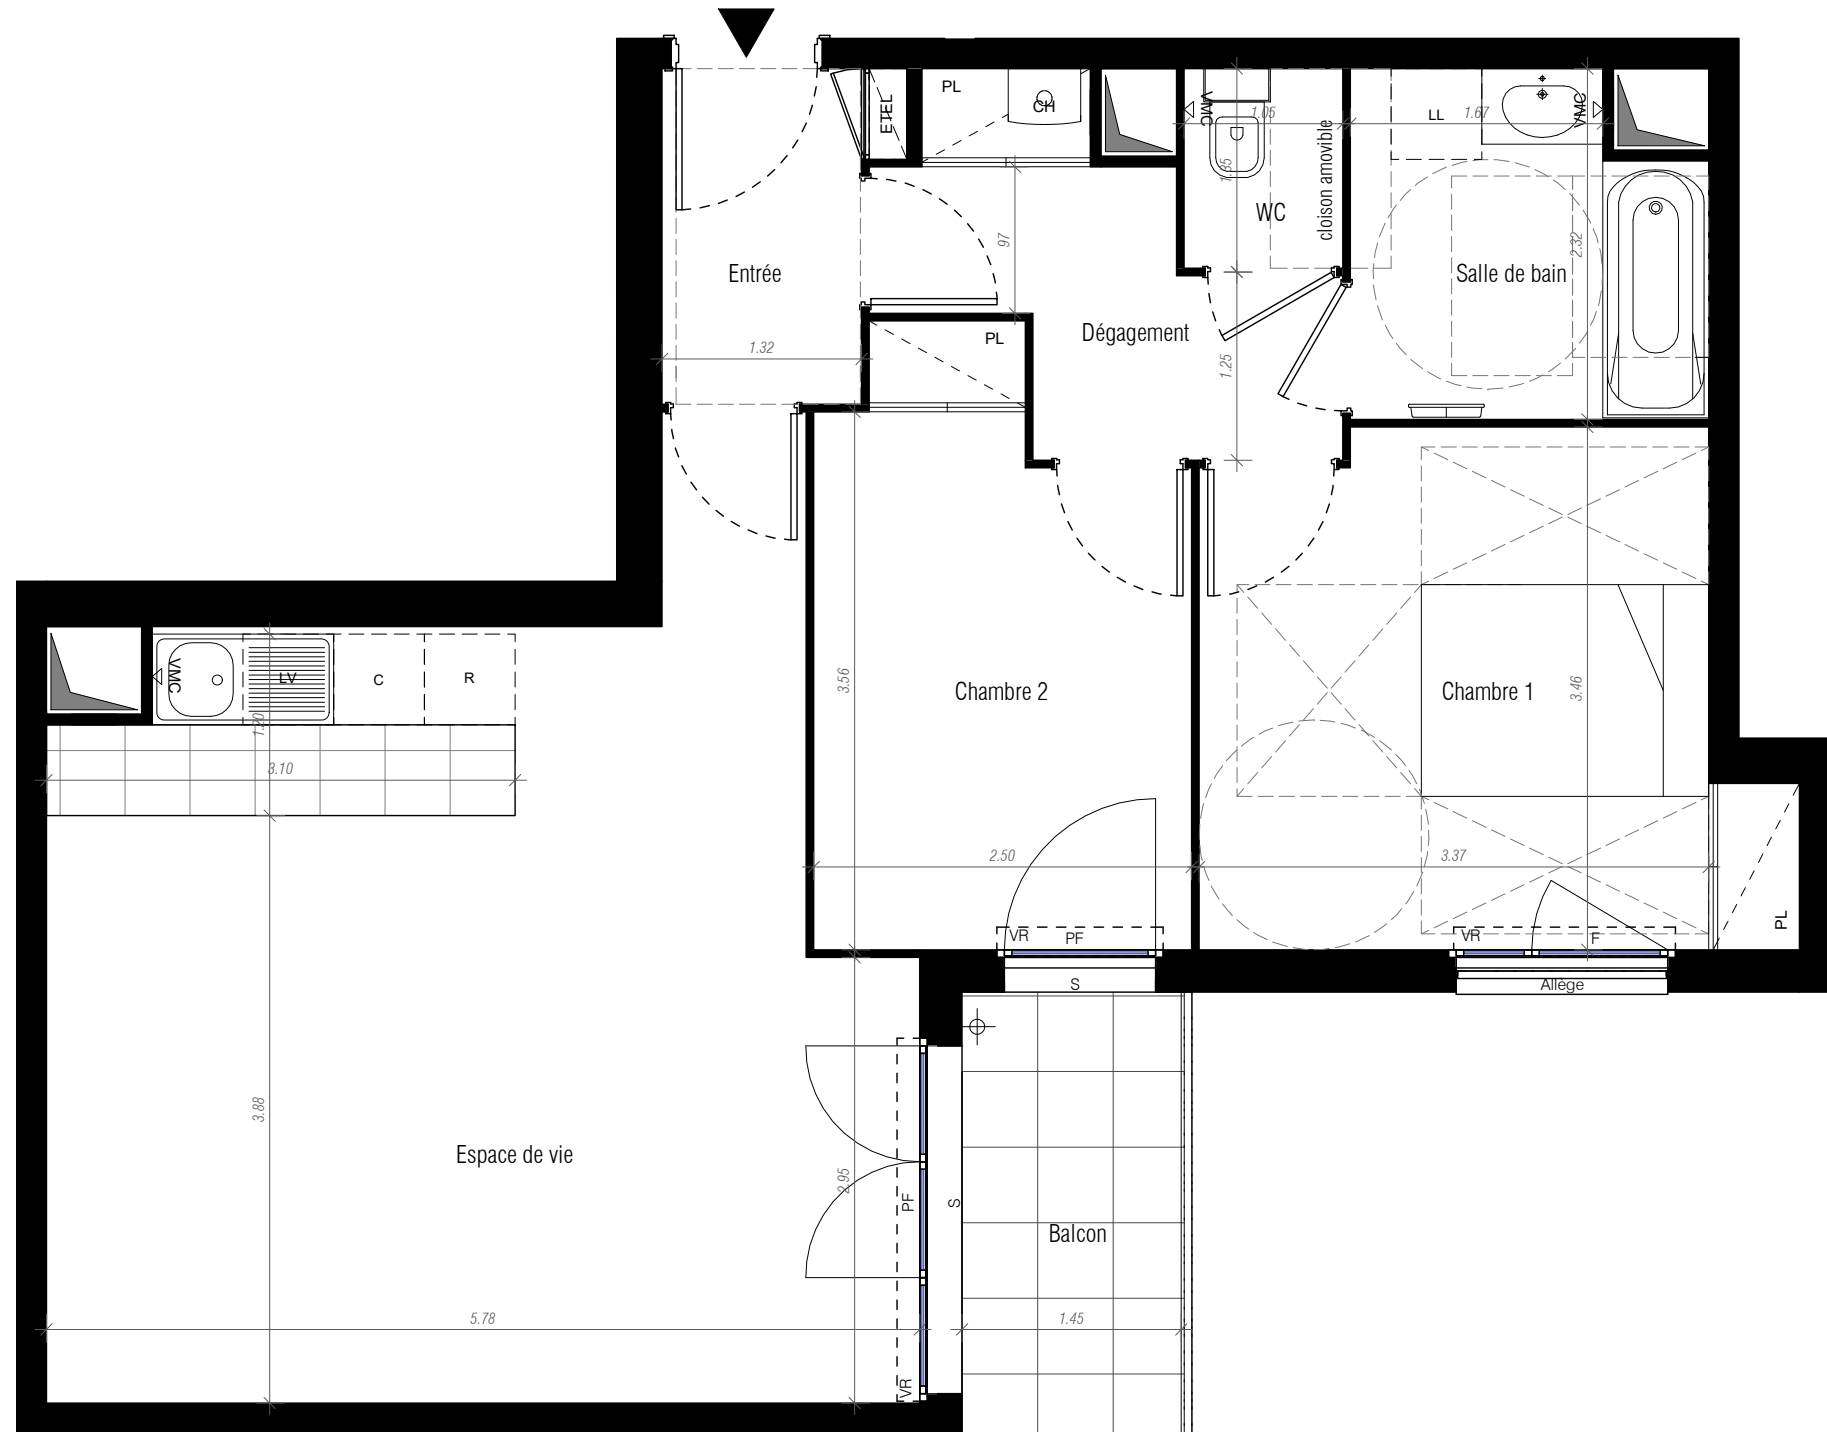 PL
CH
ETEL
VMC
1.05
cloison amovible
LL
1.67
VMC
1.35
WC
97
Entrée
Salle de bain
2.32
Dégagement
PL
1.32
1.25
VMC
LV
C
R
1.20
3.10
3.56
Chambre 2
Chambre 1
3.46
2.50
3.37
PL
VR
PF
VR
F
S
Allège
3.88
Espace de vie
2.95
PF
S
Balcon
5.78
1.45
VR